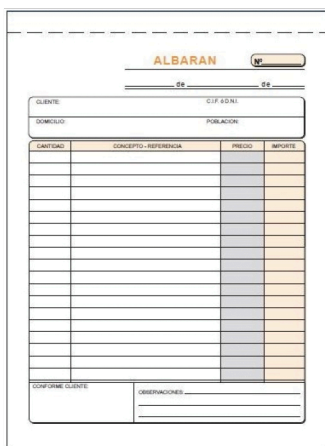 ALBARAN Nº
de de
CLIENTE: C.I.F. ó D.N.I.
DOMICILIO: POBLACION:
CANTIDAD CONCEPTO - REFERENCIA PRECIO IMPORTE
CONFORME CLIENTE: OBSERVACIONES: